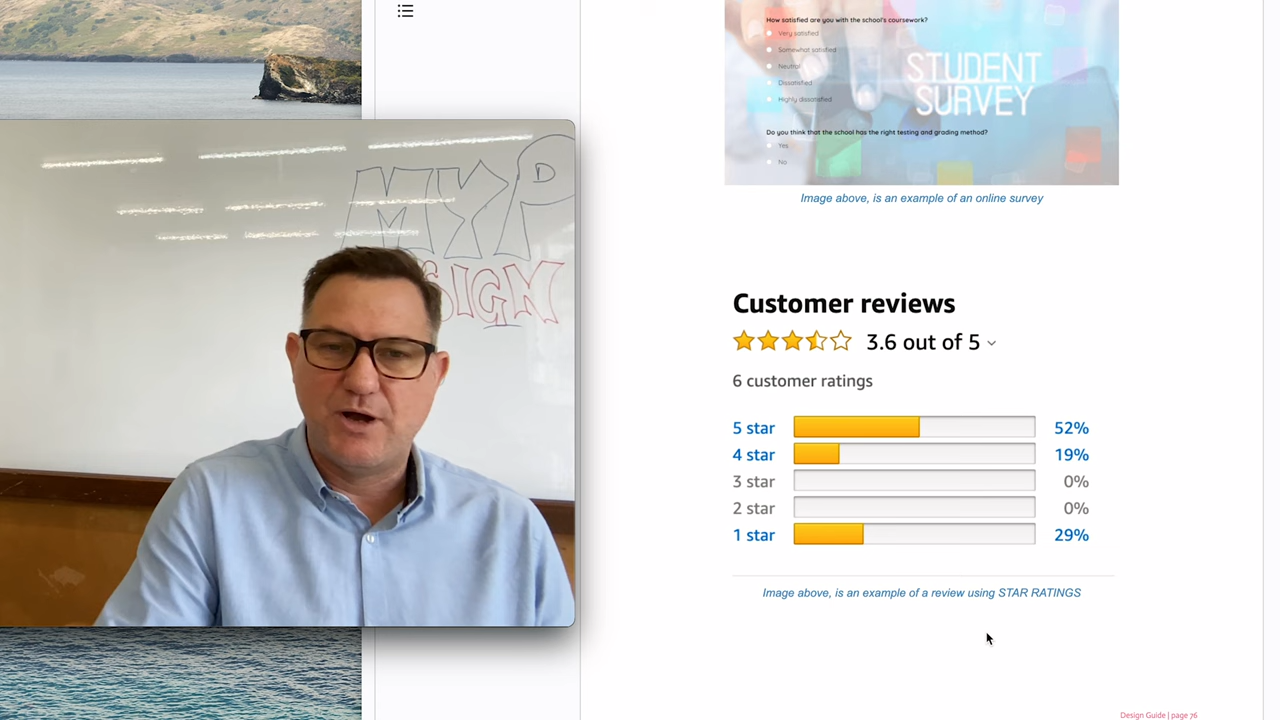 How satisfied are you with the school's coursework?
Very satisfied
Somewhat satisfied
Neutral
Dissatisfied
Highly dissatisfied
STUDENT
SURVEY
Do you think that the school has the right testing and grading method?
Yes
No
Image above, is an example of an online survey
MYP
D
SIGN
Customer reviews
3.6 out of 5
6 customer ratings
5 star 52%
4 star 19%
3 star 0%
2 star 0%
1 star 29%
Image above, is an example of a review using STAR RATINGS
Design Guide | page 76